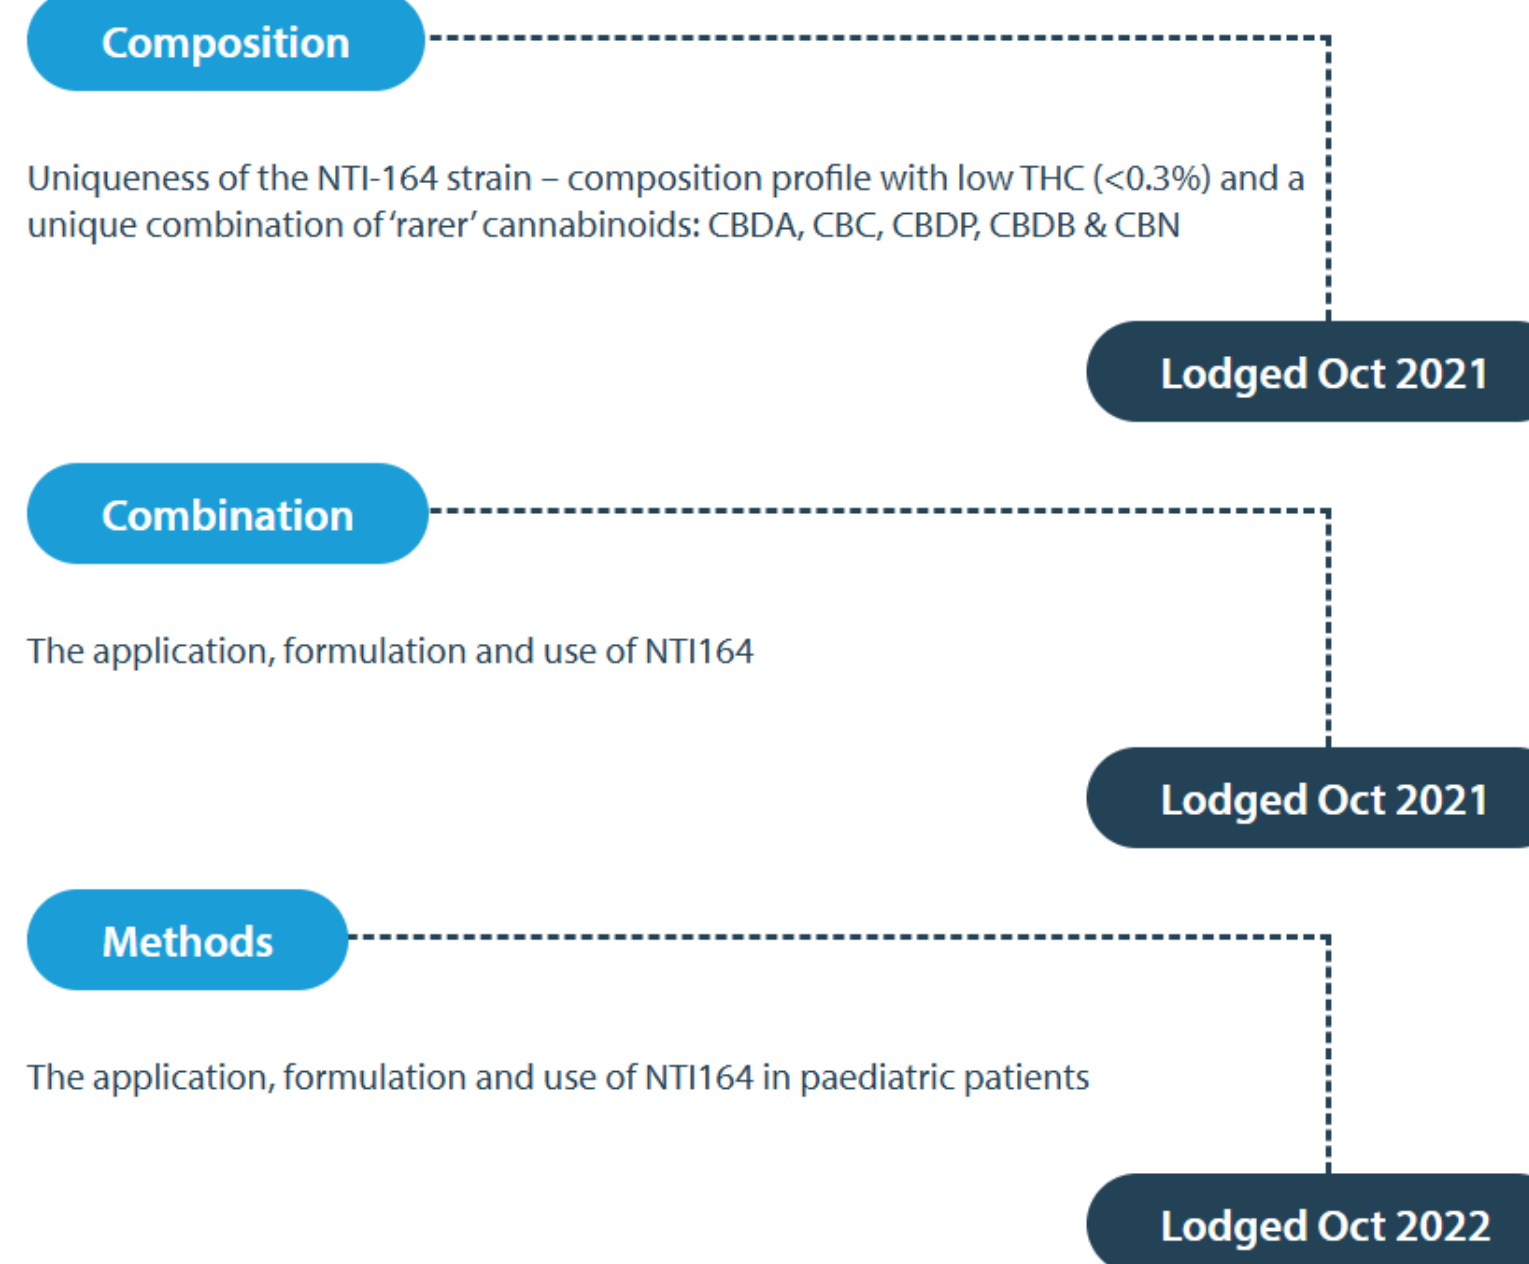 Composition
Uniqueness of the NTI-164 strain – composition profile with low THC (<0.3%) and a
unique combination of ‘rarer’ cannabinoids: CBDA, CBC, CBDP, CBDB & CBN
Lodged Oct 2021
Combination
The application, formulation and use of NTI164
Lodged Oct 2021
Methods
The application, formulation and use of NTI164 in paediatric patients
Lodged Oct 2022